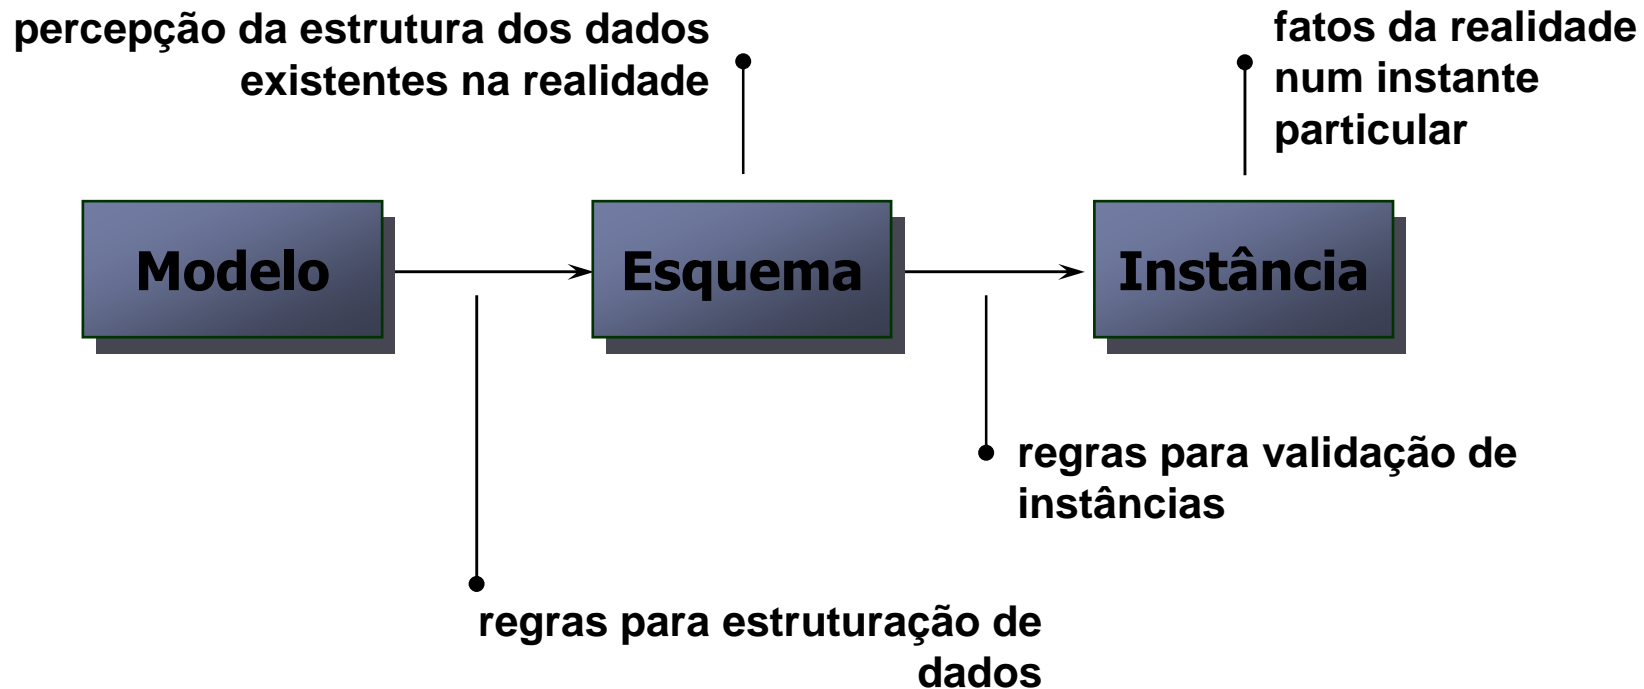 percepção da estrutura dos dados
existentes na realidade
fatos da realidade
num instante
particular
Modelo
Esquema
Instância
regras para validação de
instâncias
regras para estruturação de
dados